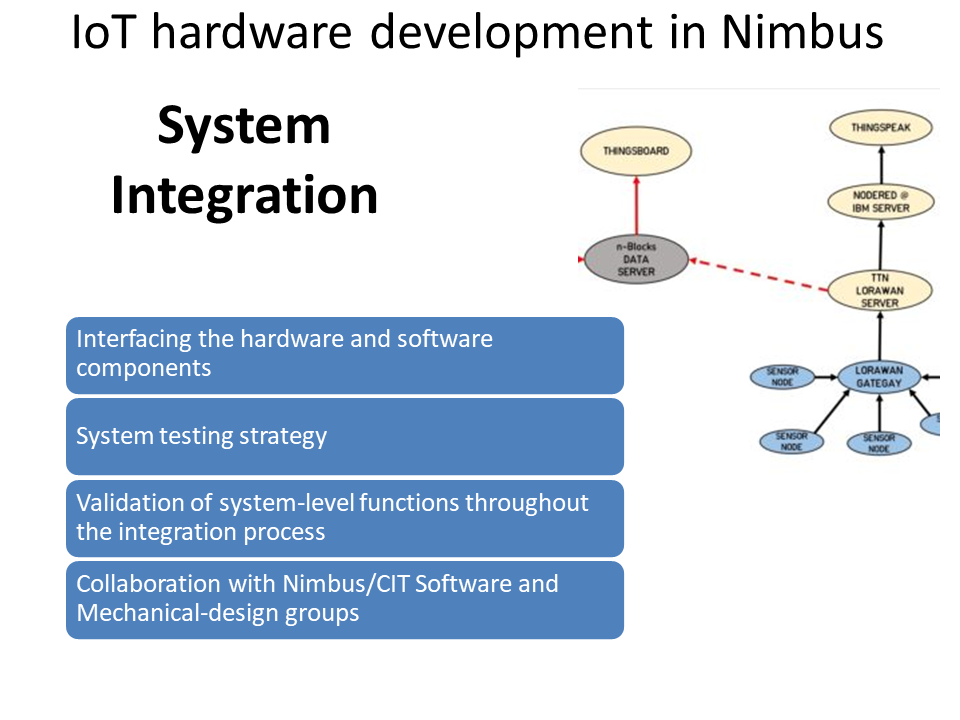 IoT hardware development in Nimbus
System
Integration
THINGSBOARD
THINGSPEAK
NODERED @
IBM SERVER
n-Blocks
DATA
SERVER
TTN
LORAWAN
SERVER
Interfacing the hardware and software
components
System testing strategy
Validation of system-level functions throughout
the integration process
Collaboration with Nimbus/CIT Software and
Mechanical-design groups
SENSOR
NODE
LORAWAN
GATEGAY
SENSOR
NODE
SENSOR
NODE